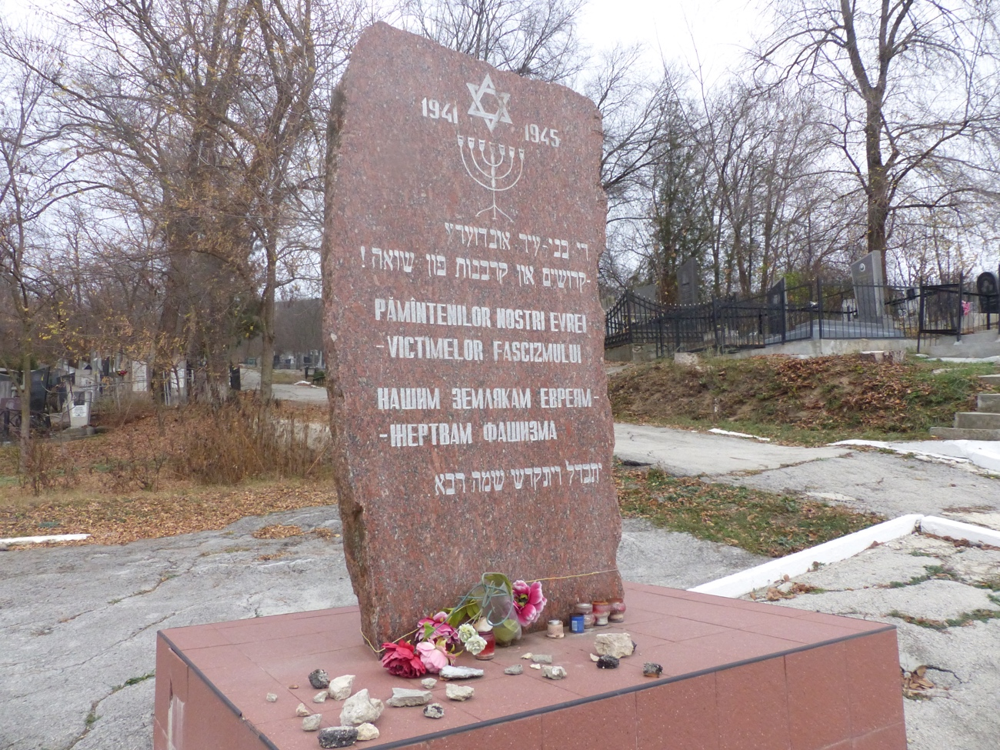 1941 1945
די בני-עיר אונדזערע
-קדושים און קרבנות פון שואה!
PĂMÎNTENILOR NOSTRI EVREI
-VICTIMELOR FASCIZMULUI
НАШИМ ЗЕМЛЯКАМ ЕВРЕЯМ-
-ЖЕРТВАМ ФАШИЗМА
יתגדל ויתקדש שמה רבא